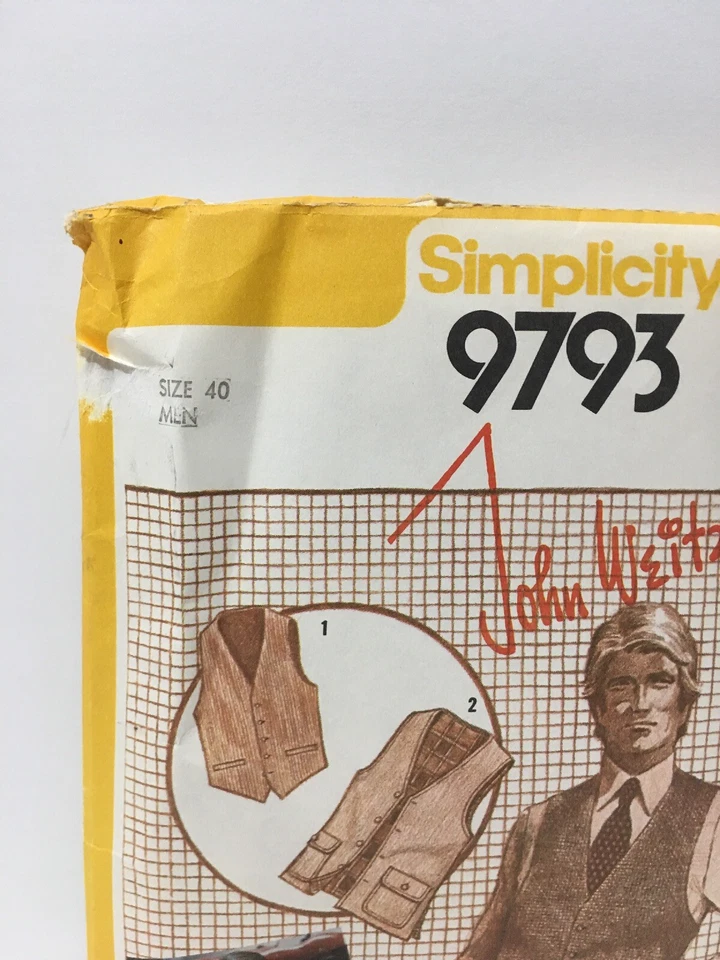 Simplicity
9793
SIZE 40
MEN
John Weitz
1
2